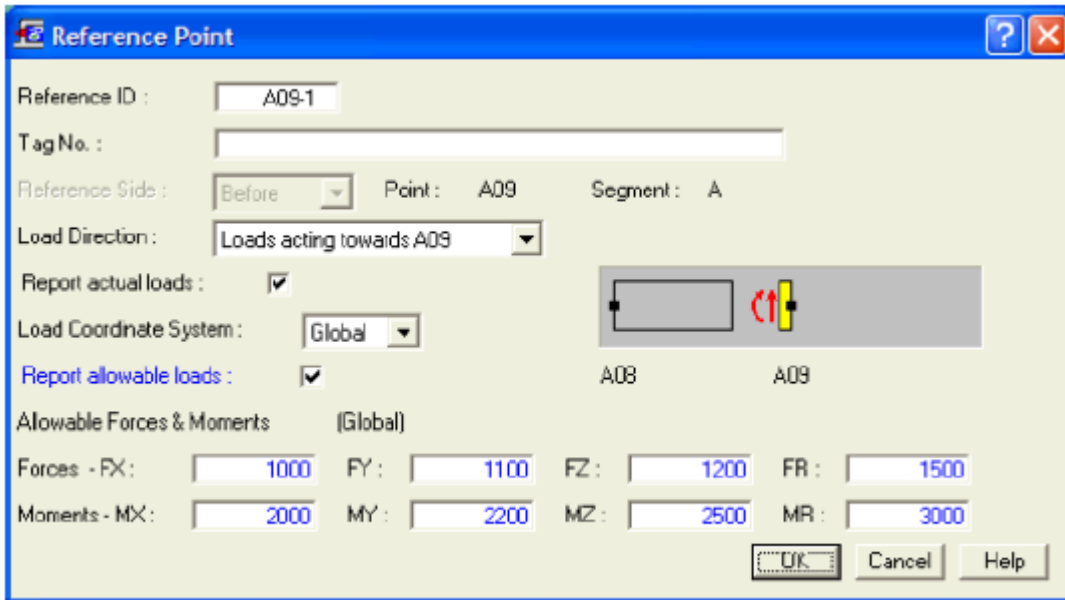 Reference Point
Reference ID : A09-1
Tag No. :
Reference Side : Before Point : A09 Segment : A
Load Direction : Loads acting towards A09
Report actual loads :
Load Coordinate System : Global
Report allowable loads :
A08 A09
Allowable Forces & Moments (Global)
Forces - FX : 1000 FY : 1100 FZ : 1200 FR : 1500
Moments - MX : 2000 MY : 2200 MZ : 2500 MR : 3000
OK Cancel Help